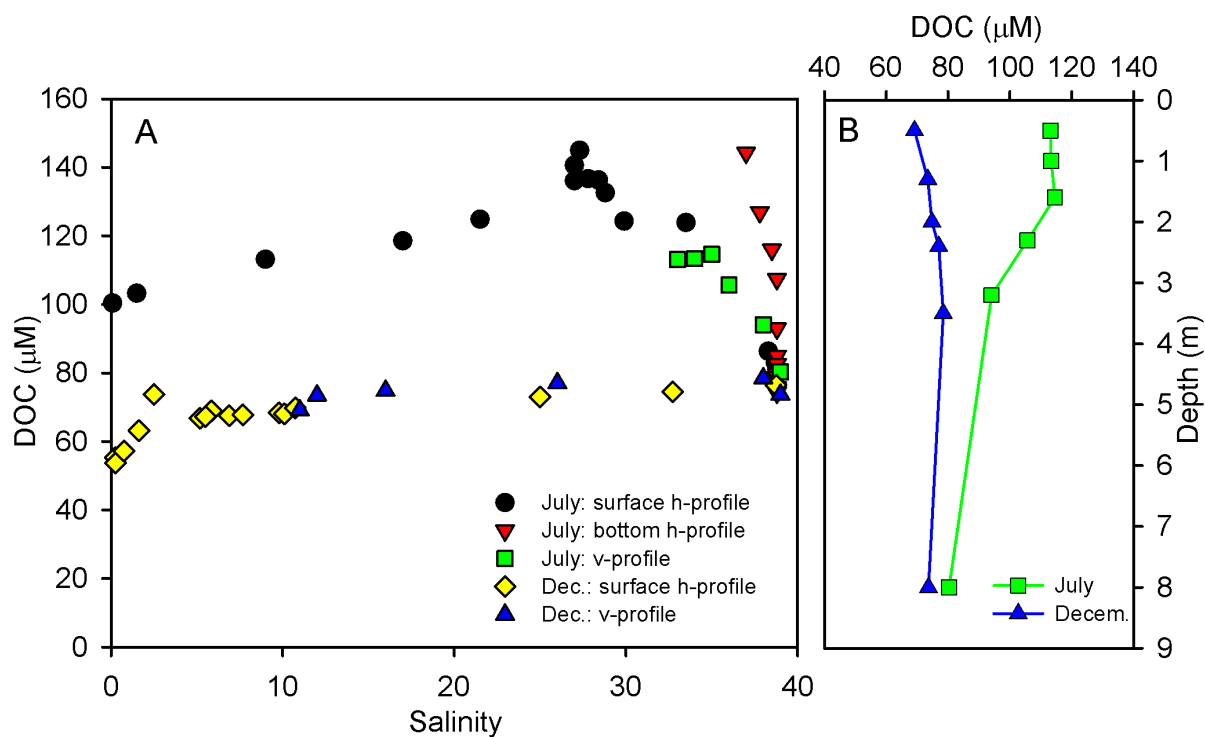 DOC (μM)
40 60 80 100 120 140
A
B
160
140
120
100
80
60
40
20
0
DOC (μM)
0 10 20 30 40
Salinity
July: surface h-profile
July: bottom h-profile
July: v-profile
Dec.: surface h-profile
Dec.: v-profile
0
1
2
3
4
5
6
7
8
9
Depth (m)
July
Decem.